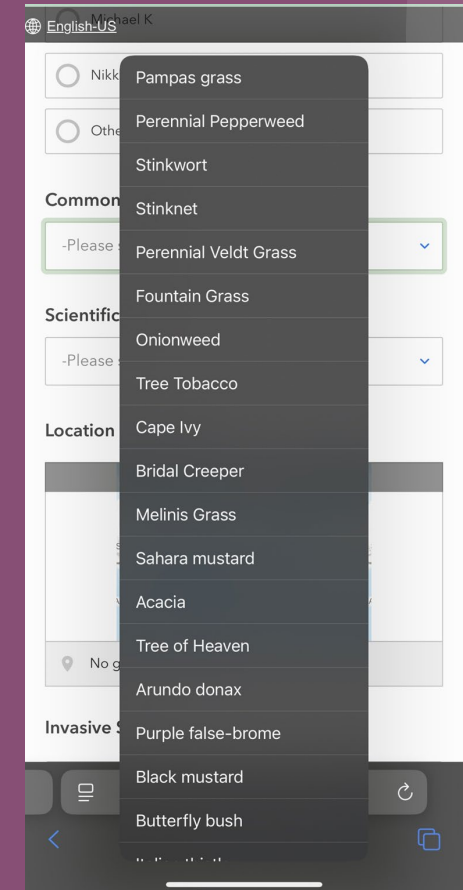 Michael K
English-US
Nikk
Othe
Common
-Please s
Scientific
-Please s
Location
No g
Invasive S
Pampas grass
Perennial Pepperweed
Stinkwort
Stinknet
Perennial Veldt Grass
Fountain Grass
Onionweed
Tree Tobacco
Cape Ivy
Bridal Creeper
Melinis Grass
Sahara mustard
Acacia
Tree of Heaven
Arundo donax
Purple false-brome
Black mustard
Butterfly bush